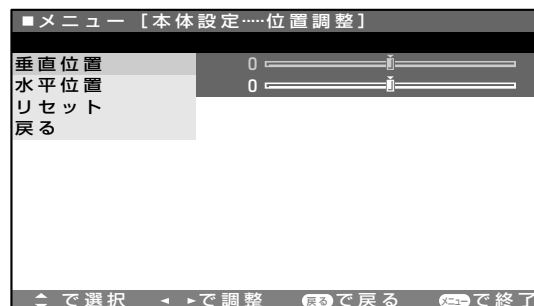 ■メニュー [本体設定……位置調整]
垂直位置 0
水平位置 0
リセット
戻る
で選択 ◄ ►で調整 戻るで戻る メニューで終了